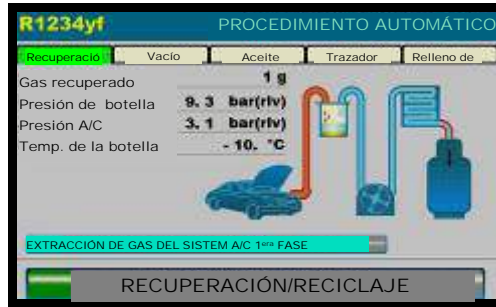 R1234yf PROCEDIMIENTO AUTOMÁTICO
Recuperació Vacío Aceite Trazador Relleno de
Gas recuperado 1 g
Presión de botella 9. 3 bar(rlv)
Presión A/C 3. 1 bar(rlv)
Temp. de la botella - 10. °C
EXTRACCIÓN DE GAS DEL SISTEM A/C 1era FASE
RECUPERACIÓN/RECICLAJE